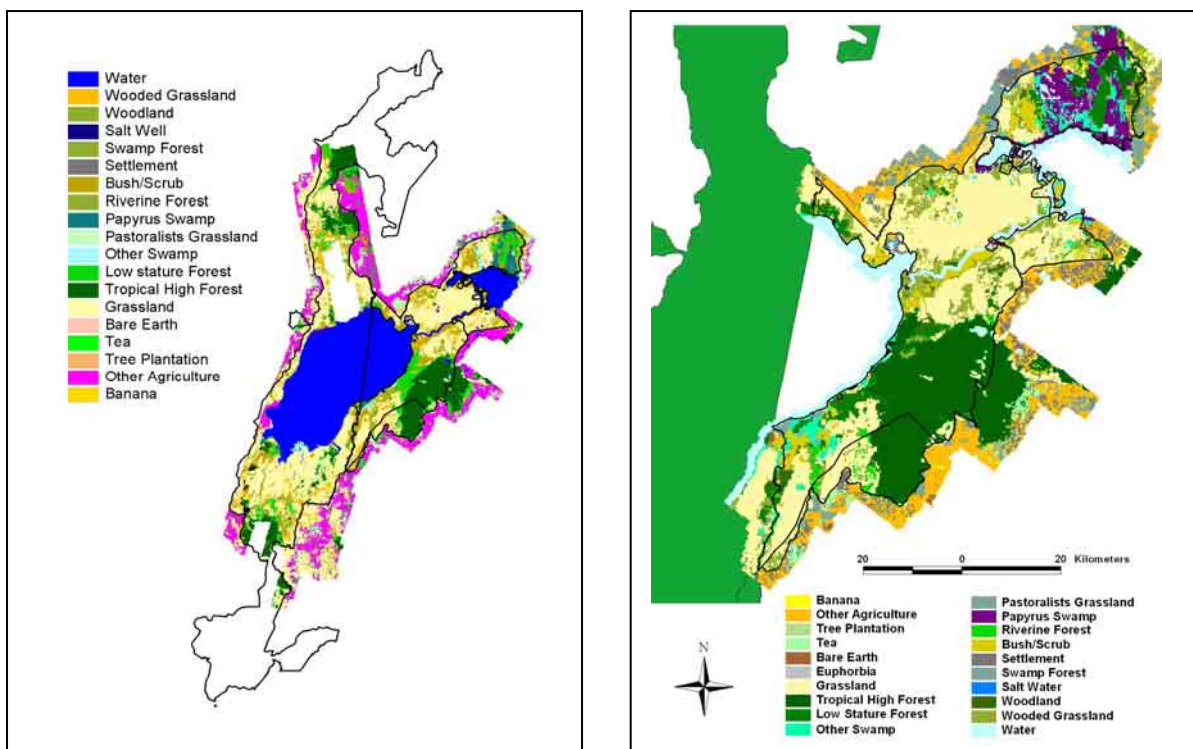 Water
Wooded Grassland
Woodland
Salt Well
Swamp Forest
Settlement
Bush/Scrub
Riverine Forest
Papyrus Swamp
Pastoralists Grassland
Other Swamp
Low stature Forest
Tropical High Forest
Grassland
Bare Earth
Tea
Tree Plantation
Other Agriculture
Banana
20 0 20 Kilometers
N
Banana
Other Agriculture
Tree Plantation
Tea
Bare Earth
Euphorbia
Grassland
Tropical High Forest
Low Stature Forest
Other Swamp
Pastoralists Grassland
Papyrus Swamp
Riverine Forest
Bush/Scrub
Settlement
Swamp Forest
Salt Water
Woodland
Wooded Grassland
Water